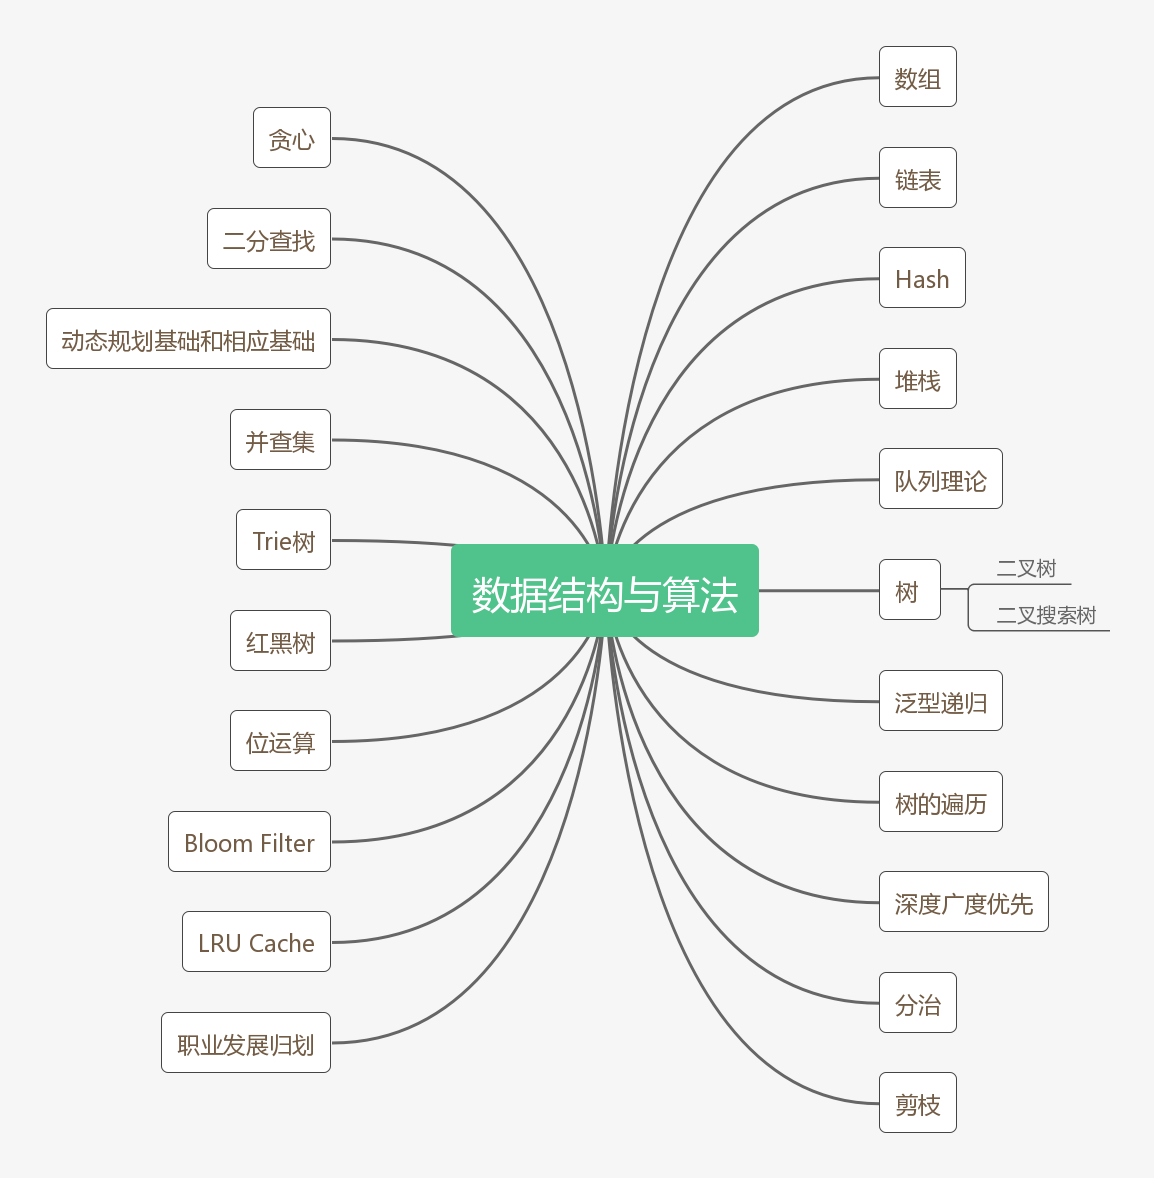 数据结构与算法
数组
链表
Hash
堆栈
队列理论
树
二叉树
二叉搜索树
泛型递归
树的遍历
深度广度优先
分治
剪枝
贪心
二分查找
动态规划基础和相应基础
并查集
Trie树
红黑树
位运算
Bloom Filter
LRU Cache
职业发展归划